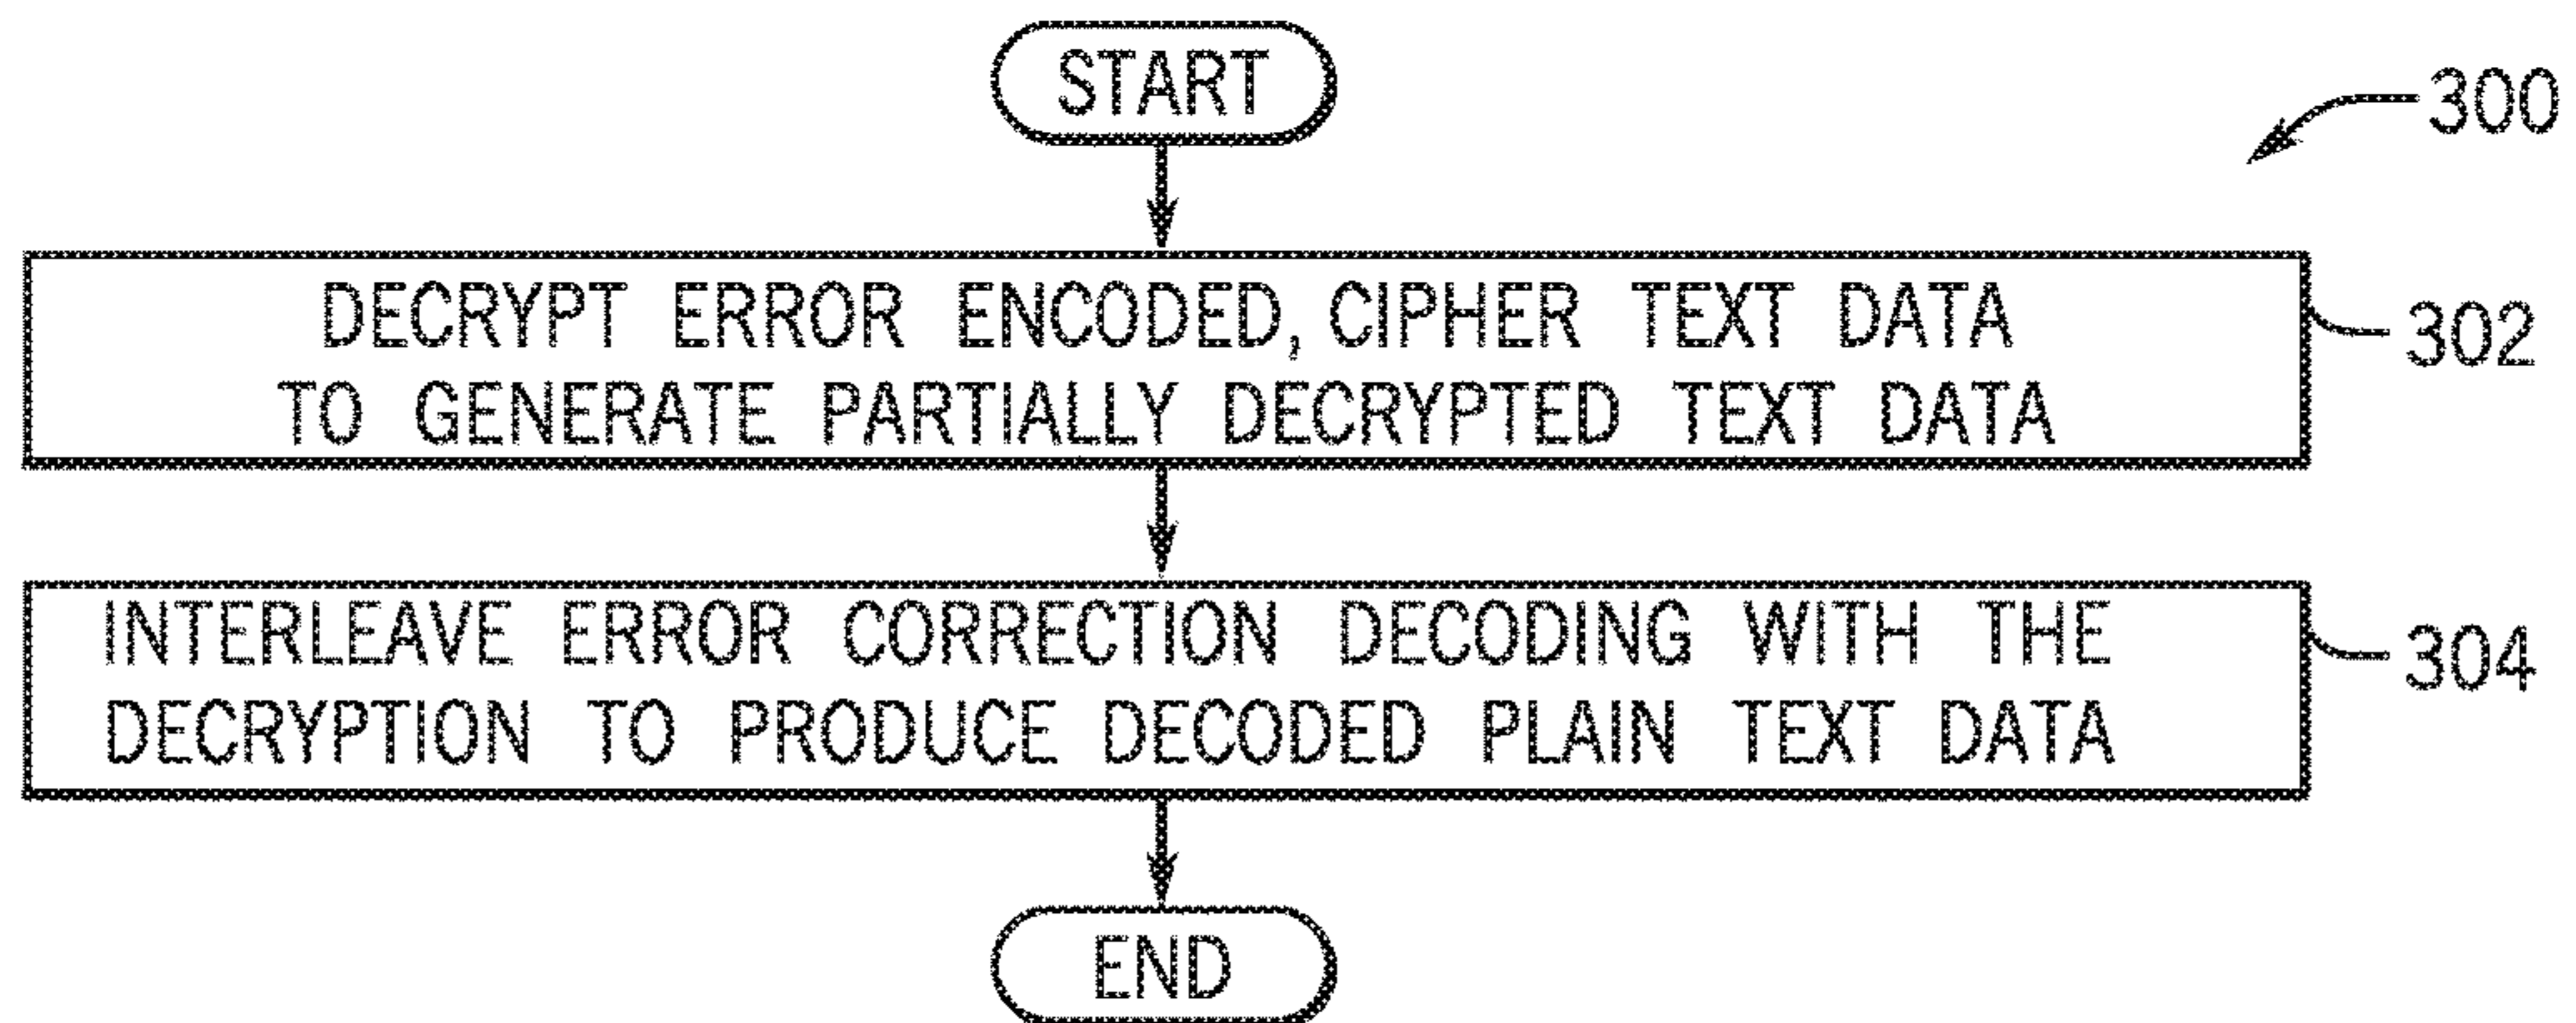 START
300
DECRYPT ERROR ENCODED, CIPHER TEXT DATA
TO GENERATE PARTIALLY DECRYPTED TEXT DATA
302
INTERLEAVE ERROR CORRECTION DECODING WITH THE
DECRYPTION TO PRODUCE DECODED PLAIN TEXT DATA
304
END